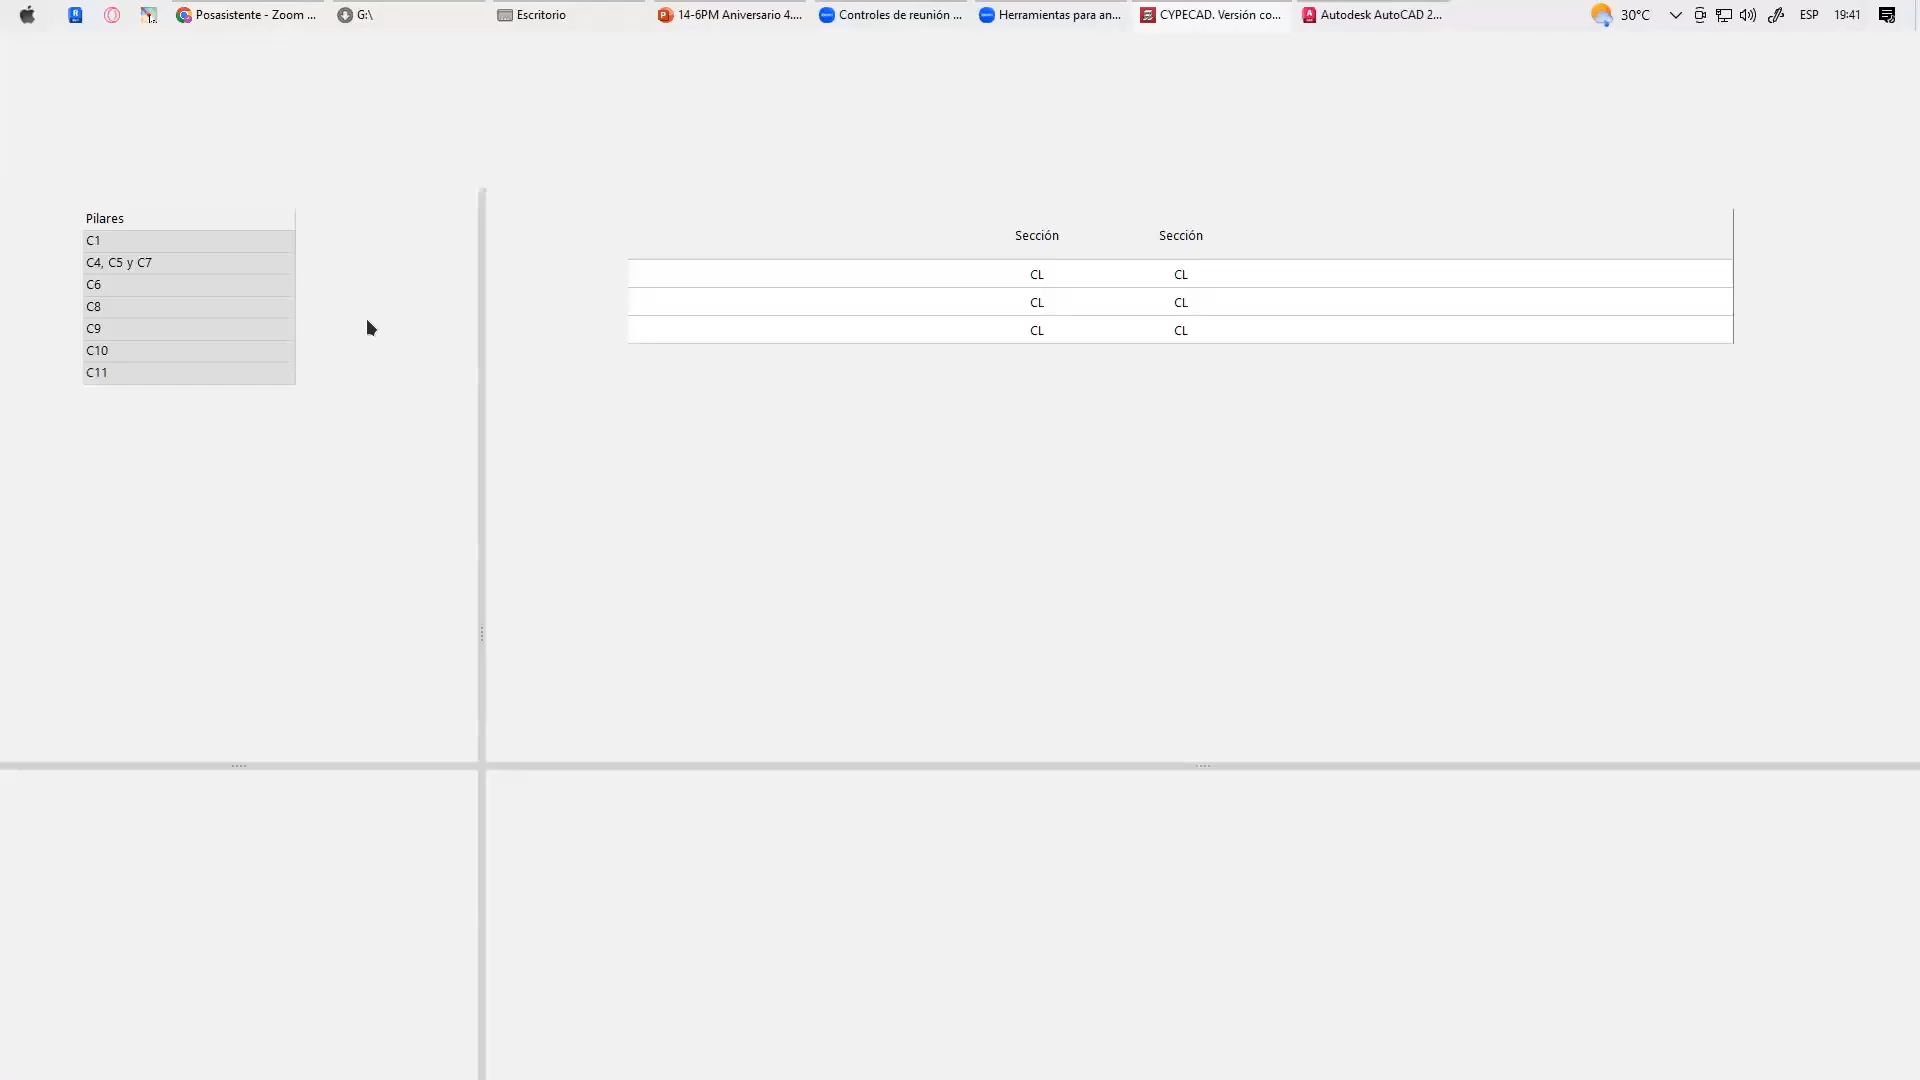 Posasistente - Zoom ...
G:\
Escritorio
14-6PM Aniversario 4....
Controles de reunión ...
Herramientas para an...
CYPECAD. Versión co...
Autodesk AutoCAD 2...
30°C
ESP
19:41
Pilares
C1
C4, C5 y C7
C6
C8
C9
C10
C11
Sección Sección
CL CL
CL CL
CL CL